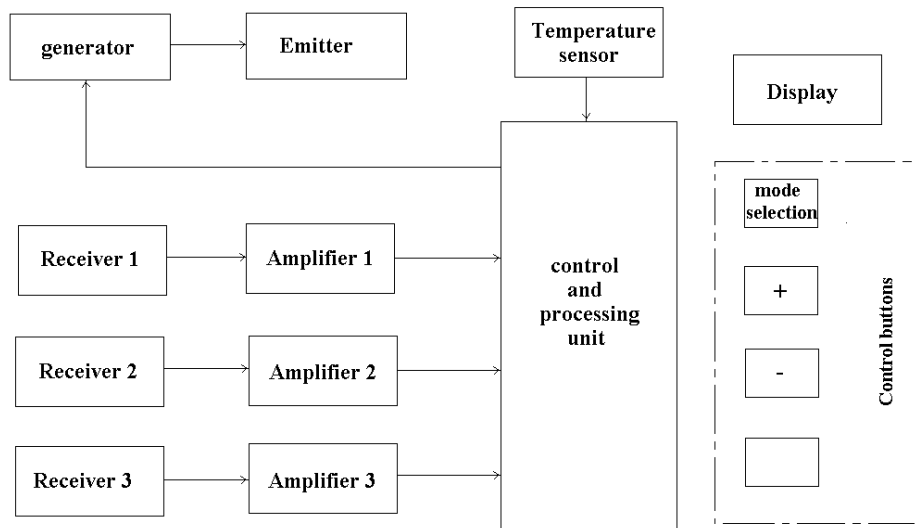 generator
Emitter
Temperature
sensor
Display
mode
selection
+
-
Control buttons
Receiver 1
Amplifier 1
Receiver 2
Amplifier 2
Receiver 3
Amplifier 3
control
and
processing
unit